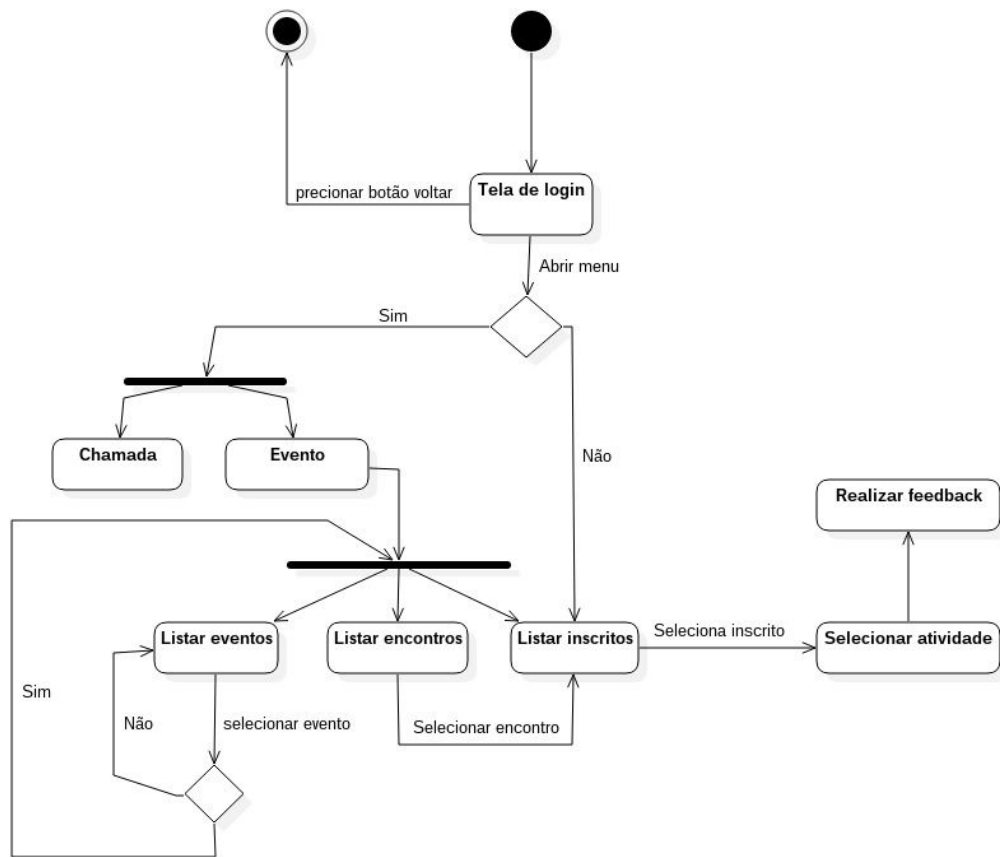 precionar botão voltar
Tela de login
Abrir menu
Sim
Chamada
Evento
Não
Realizar feedback
Listar eventos
Listar encontros
Listar inscritos
Seleciona inscrito
Selecionar atividade
Sim
Não
selecionar evento
Selecionar encontro